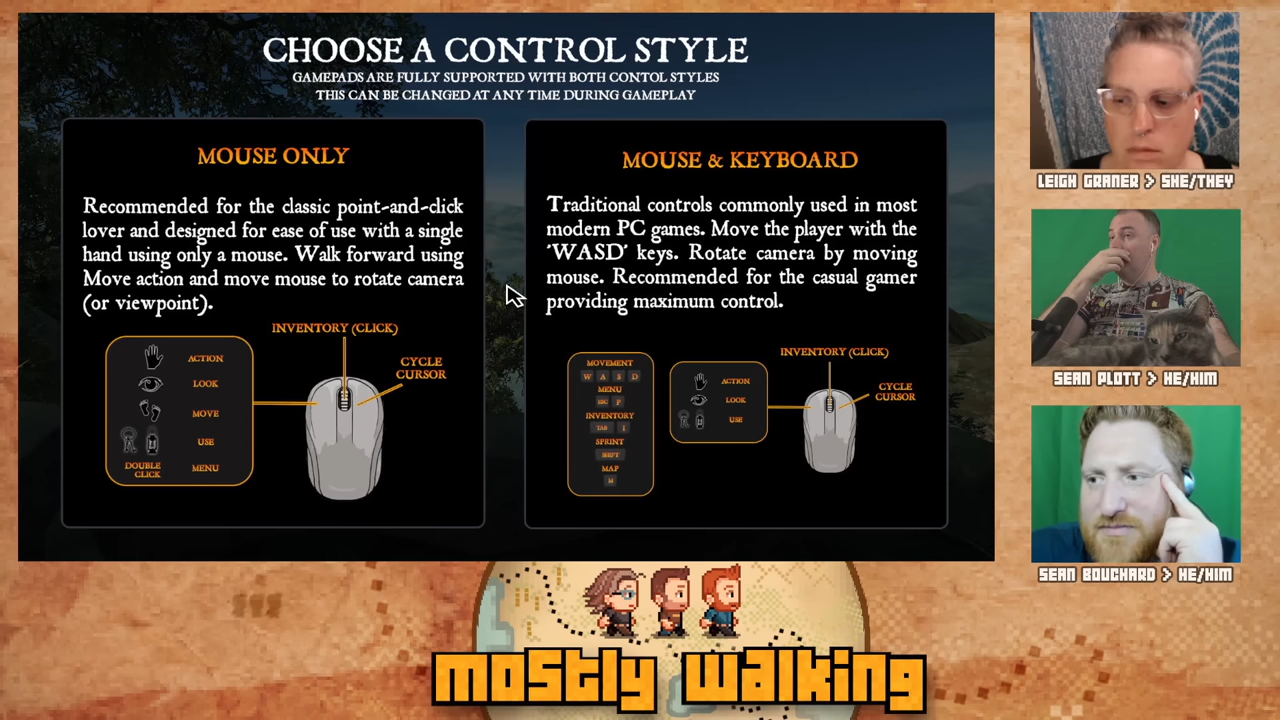 CHOOSE A CONTROL STYLE
GAMEPADS ARE FULLY SUPPORTED WITH BOTH CONTOL STYLES
THIS CAN BE CHANGED AT ANY TIME DURING GAMEPLAY
MOUSE ONLY
Recommended for the classic point-and-click
lover and designed for ease of use with a single
hand using only a mouse. Walk forward using
Move action and move mouse to rotate camera
(or viewpoint).
INVENTORY (CLICK)
CYCLE
CURSOR
ACTION
LOOK
MOVE
USE
DOUBLE
CLICK
MENU
MOUSE & KEYBOARD
Traditional controls commonly used in most
modern PC games. Move the player with the
'WASD' keys. Rotate camera by moving
mouse. Recommended for the casual gamer
providing maximum control.
MOVEMENT
W A S D
MENU
ESC P
INVENTORY
TAB I
SPRINT
SHIFT
MAP
M
ACTION
LOOK
USE
INVENTORY (CLICK)
CYCLE
CURSOR
LEIGH GRANER > SHE/THEY
SEAN PLOTT > HE/HIM
SEAN BOUCHARD > HE/HIM
mostly walking